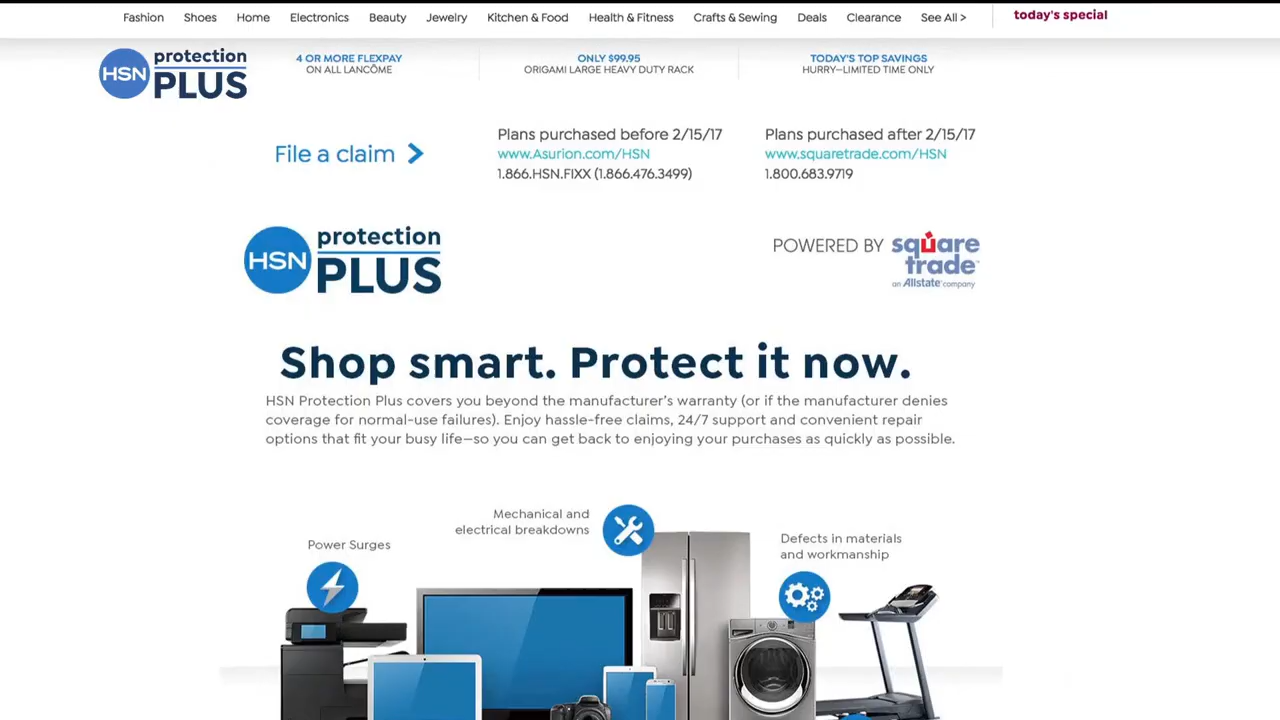 Fashion Shoes Home Electronics Beauty Jewelry Kitchen & Food Health & Fitness Crafts & Sewing Deals Clearance See All > today's special
HSN protection PLUS
4 OR MORE FLEXPAY
ON ALL LANCÔME
ONLY $99.95
ORIGAMI LARGE HEAVY DUTY RACK
TODAY'S TOP SAVINGS
HURRY—LIMITED TIME ONLY
File a claim >
Plans purchased before 2/15/17
www.Asurion.com/HSN
1.866.HSN.FIXX (1.866.476.3499)
Plans purchased after 2/15/17
www.squaretrade.com/HSN
1.800.683.9719
HSN protection PLUS
POWERED BY square trade™
an Allstate® company
Shop smart. Protect it now.
HSN Protection Plus covers you beyond the manufacturer's warranty (or if the manufacturer denies
coverage for normal-use failures). Enjoy hassle-free claims, 24/7 support and convenient repair
options that fit your busy life—so you can get back to enjoying your purchases as quickly as possible.
Mechanical and
electrical breakdowns
Power Surges
Defects in materials
and workmanship